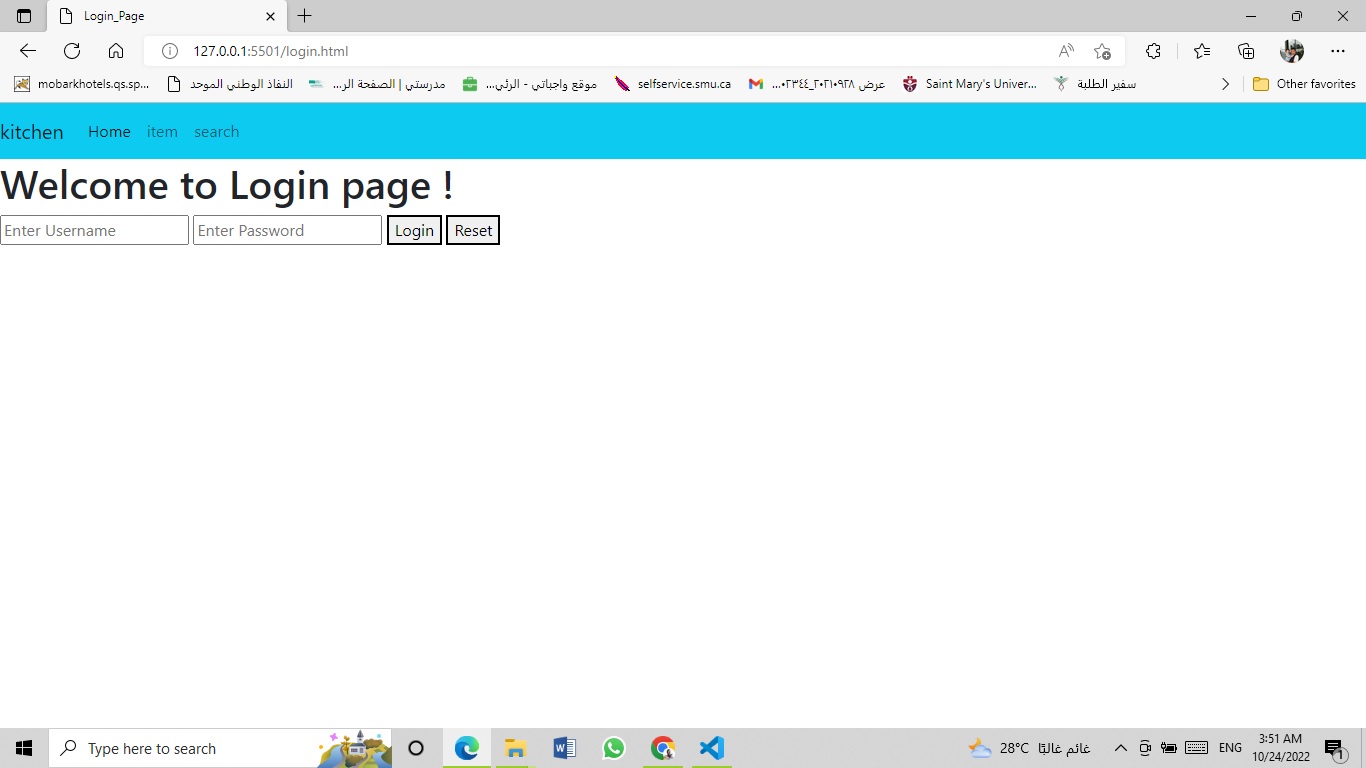 Login_Page
127.0.0.1:5501/login.html
mobarkhotels.qs.sp... النفاذ الوطني الموحد مدرستي | الصفحة الر... موقع واجباتي - الرئي... selfservice.smu.ca عرض ٢٠٢١٠٩٢٨_٠٢٣٤٤... Saint Mary's Univer... سفير الطلبة Other favorites
kitchen Home item search
Welcome to Login page !
Enter Username Enter Password Login Reset
Type here to search 28°C غائم غالبًا ENG 3:51 AM
10/24/2022 1